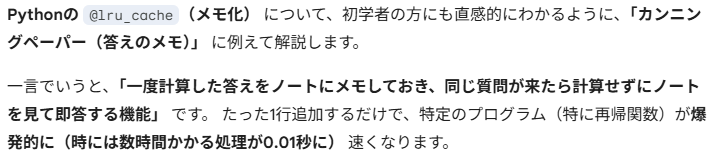 Pythonの @lru_cache（メモ化） について、初学者の方にも直感的にわかるように、「カンニン
グペーパー（答えのメモ）」 に例えて解説します。
一言でいうと、「一度計算した答えをノートにメモしておき、同じ質問が来たら計算せずにノート
を見て即答する機能」 です。 たった1行追加するだけで、特定のプログラム（特に再帰関数）が爆
発的に（時には数時間かかる処理が0.01秒に） 速くなります。